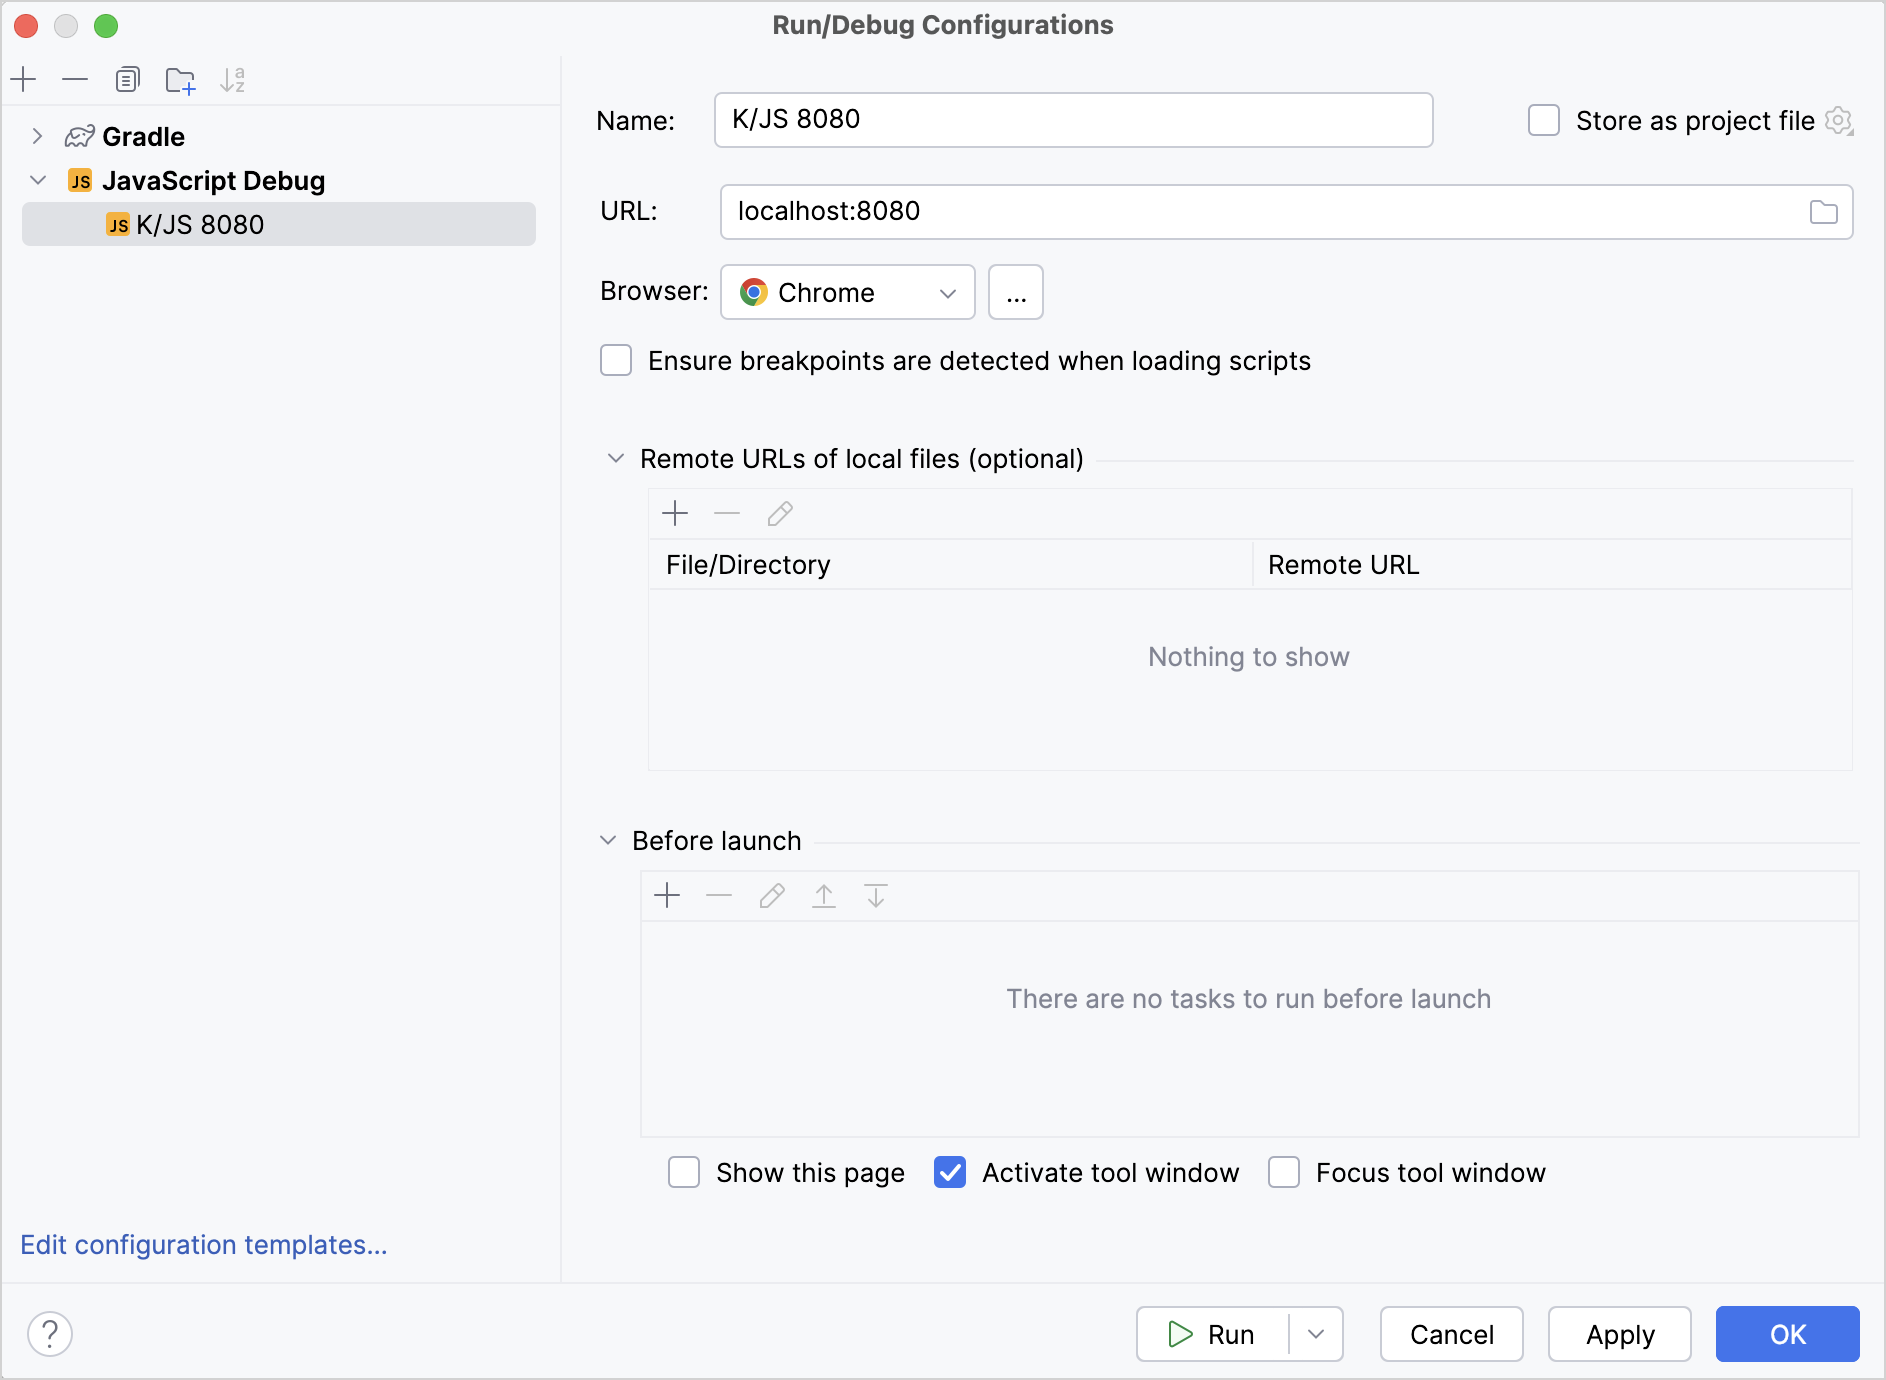 Run/Debug Configurations
a
z
Gradle
JS JavaScript Debug
JS K/JS 8080
Edit configuration templates...
Name: K/JS 8080
Store as project file
URL: localhost:8080
Browser: Chrome ...
Ensure breakpoints are detected when loading scripts
Remote URLs of local files (optional)
File/Directory Remote URL
Nothing to show
Before launch
There are no tasks to run before launch
Show this page Activate tool window Focus tool window
? Run Cancel Apply OK